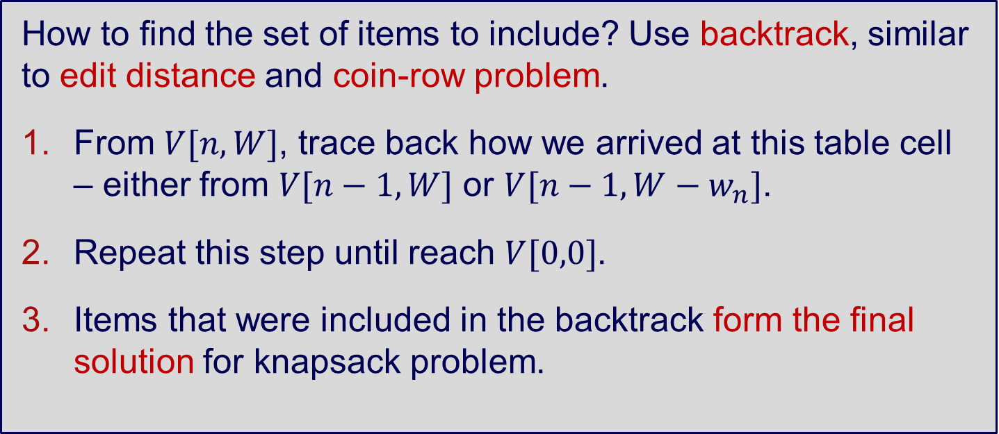 How to find the set of items to include? Use backtrack, similar
to edit distance and coin-row problem.
1. From 𝑉[𝑛, 𝑊], trace back how we arrived at this table cell
– either from 𝑉[𝑛 − 1, 𝑊] or 𝑉[𝑛 − 1, 𝑊 − 𝑤ₙ].
2. Repeat this step until reach 𝑉[0,0].
3. Items that were included in the backtrack form the final
solution for knapsack problem.